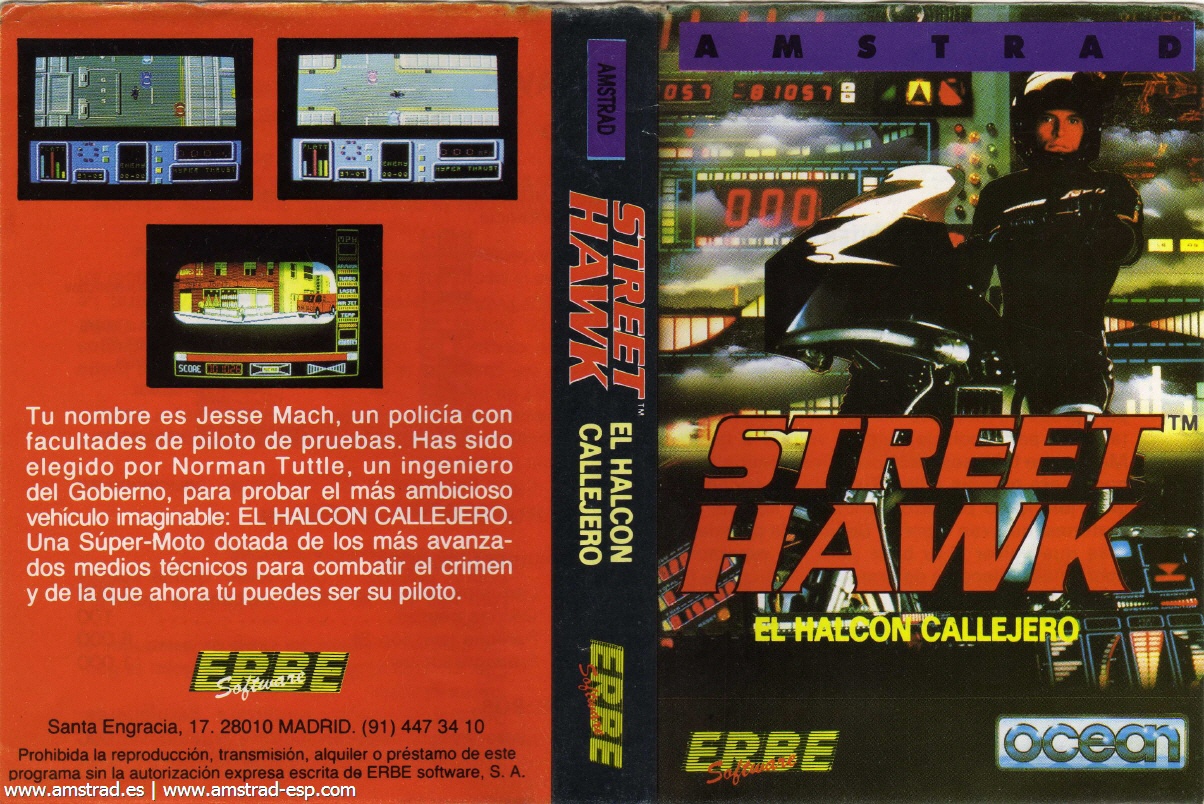 Tu nombre es Jesse Mach, un policía con
facultades de piloto de pruebas. Has sido
elegido por Norman Tuttle, un ingeniero
del Gobierno, para probar el más ambicioso
vehículo imaginable: EL HALCON CALLEJERO.
Una Súper-Moto dotada de los más avanza-
dos medios técnicos para combatir el crimen
y de la que ahora tú puedes ser su piloto.
ERBE
Software
Santa Engracia, 17. 28010 MADRID. (91) 447 34 10
Prohibida la reproducción, transmisión, alquiler o préstamo de este
programa sin la autorización expresa escrita de ERBE software, S. A.
www.amstrad.es | www.amstrad-esp.com
AMSTRAD
STREET
HAWK™
EL HALCON
CALLEJERO
ERBE
Software
AMSTRAD
81057
000
STREET™
HAWK
EL HALCON CALLEJERO
ERBE
Software
ocean